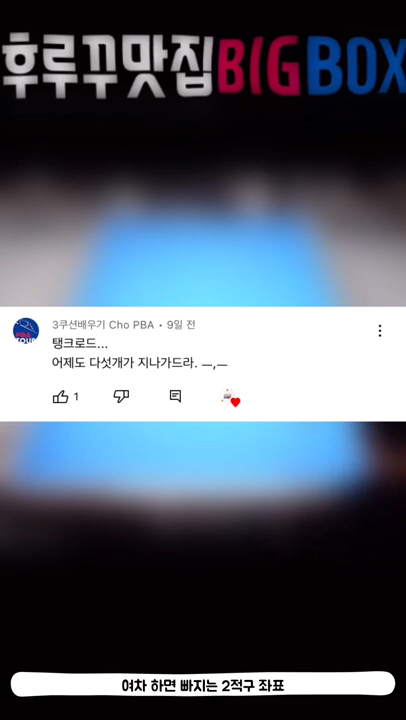 후루꾸맛집BIGBOX
3쿠션배우기 Cho PBA • 9일 전
탱크로드...
어제도 다섯개가 지나가드라. ㅡ,ㅡ
1
여차 하면 빠지는 2적구 좌표